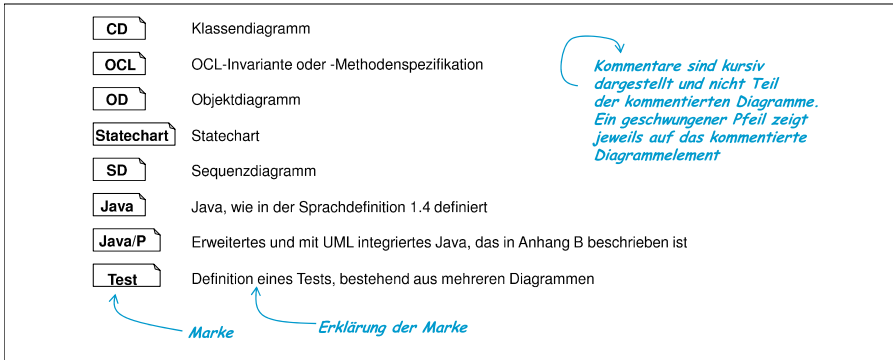 CD Klassendiagramm
OCL OCL-Invariante oder -Methodenspezifikation
OD Objektdiagramm
Statechart Statechart
SD Sequenzdiagramm
Java Java, wie in der Sprachdefinition 1.4 definiert
Java/P Erweitertes und mit UML integriertes Java, das in Anhang B beschrieben ist
Test Definition eines Tests, bestehend aus mehreren Diagrammen
Kommentare sind kursiv
dargestellt und nicht Teil
der kommentierten Diagramme.
Ein geschwungener Pfeil zeigt
jeweils auf das kommentierte
Diagrammelement
Marke
Erklärung der Marke